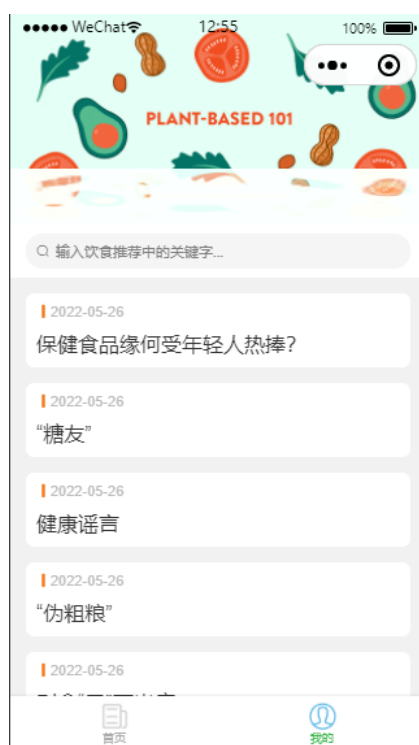 WeChat
12:55
100%
PLANT-BASED 101
输入饮食推荐中的关键字...
2022-05-26
保健食品缘何受年轻人热捧?
2022-05-26
“糖友”
2022-05-26
健康谣言
2022-05-26
“伪粗粮”
2022-05-26
首页
我的